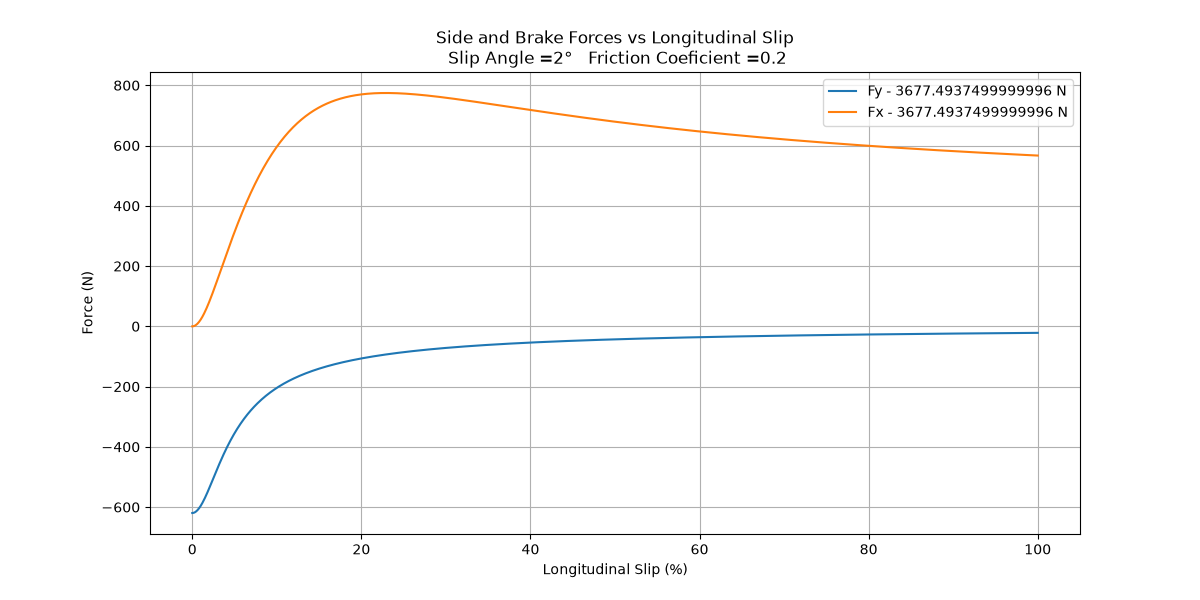 Side and Brake Forces vs Longitudinal Slip
Slip Angle =2°   Friction Coeficient =0.2
Fy - 3677.4937499999996 N
Fx - 3677.4937499999996 N
800
600
400
200
0
−200
−400
−600
Force (N)
0 20 40 60 80 100
Longitudinal Slip (%)